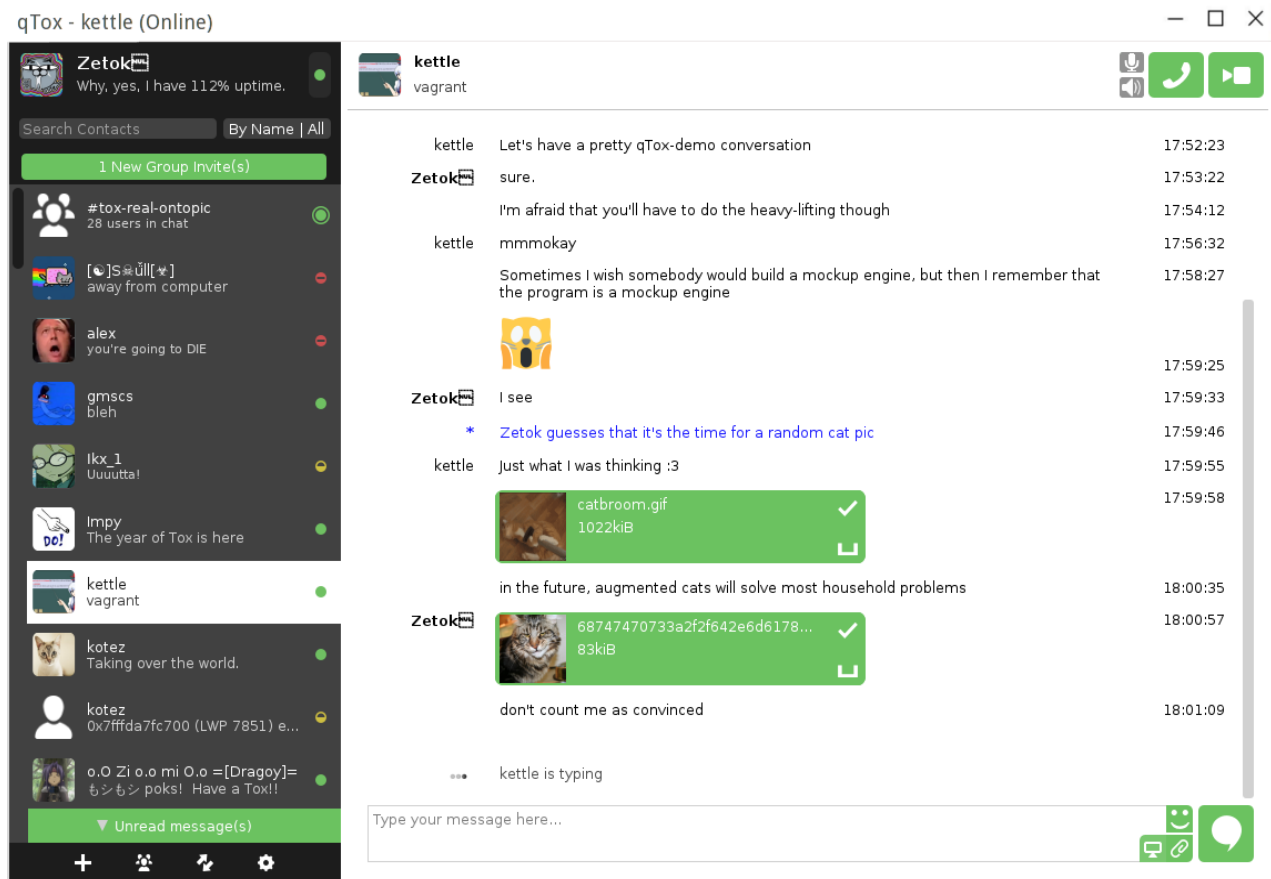 qTox - kettle (Online)
Zetok
Why, yes, I have 112% uptime.
Search Contacts
By Name | All
1 New Group Invite(s)
#tox-real-ontopic
28 users in chat
[☯]S☠ǚll[☣]
away from computer
alex
you're going to DIE
gmscs
bleh
Ikx_1
Uuuutta!
Impy
DO!
The year of Tox is here
kettle
vagrant
kotez
Taking over the world.
kotez
0x7fffda7fc700 (LWP 7851) e...
o.O Zi o.o mi O.o =[Dragoy]=
もシもシ poks!  Have a Tox!!
▼ Unread message(s)
kettle
vagrant
kettle Let's have a pretty qTox-demo conversation 17:52:23
Zetok sure. 17:53:22
I'm afraid that you'll have to do the heavy-lifting though 17:54:12
kettle mmmokay 17:56:32
Sometimes I wish somebody would build a mockup engine, but then I remember that 17:58:27
the program is a mockup engine
17:59:25
Zetok I see 17:59:33
* Zetok guesses that it's the time for a random cat pic 17:59:46
kettle Just what I was thinking :3 17:59:55
catbroom.gif 17:59:58
1022kiB
in the future, augmented cats will solve most household problems 18:00:35
Zetok 68747470733a2f2f642e6d6178... 18:00:57
83kiB
don't count me as convinced 18:01:09
kettle is typing
Type your message here...